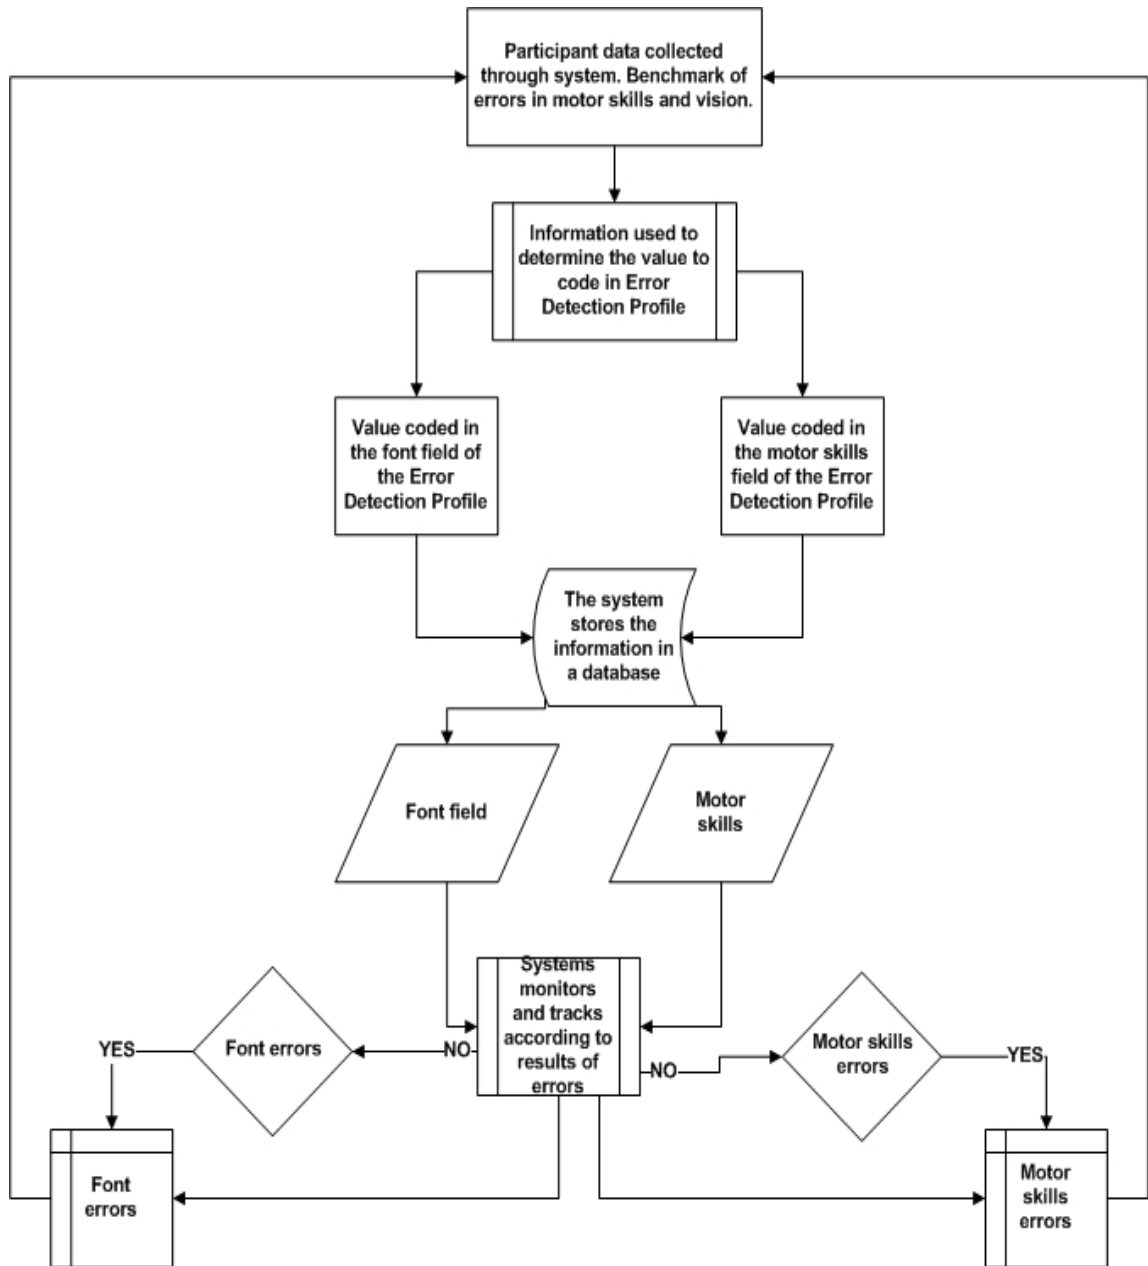 Participant data collected
through system. Benchmark of
errors in motor skills and vision.
Information used to
determine the value to
code in Error
Detection Profile
Value coded in
the font field of
the Error
Detection Profile
Value coded in
the motor skills
field of the Error
Detection Profile
The system
stores the
information in
a database
Font field
Motor
skills
Systems
monitors
and tracks
according to
results of
errors
Font errors
YES
NO
NO
Motor skills
errors
YES
Font
errors
Motor
skills
errors